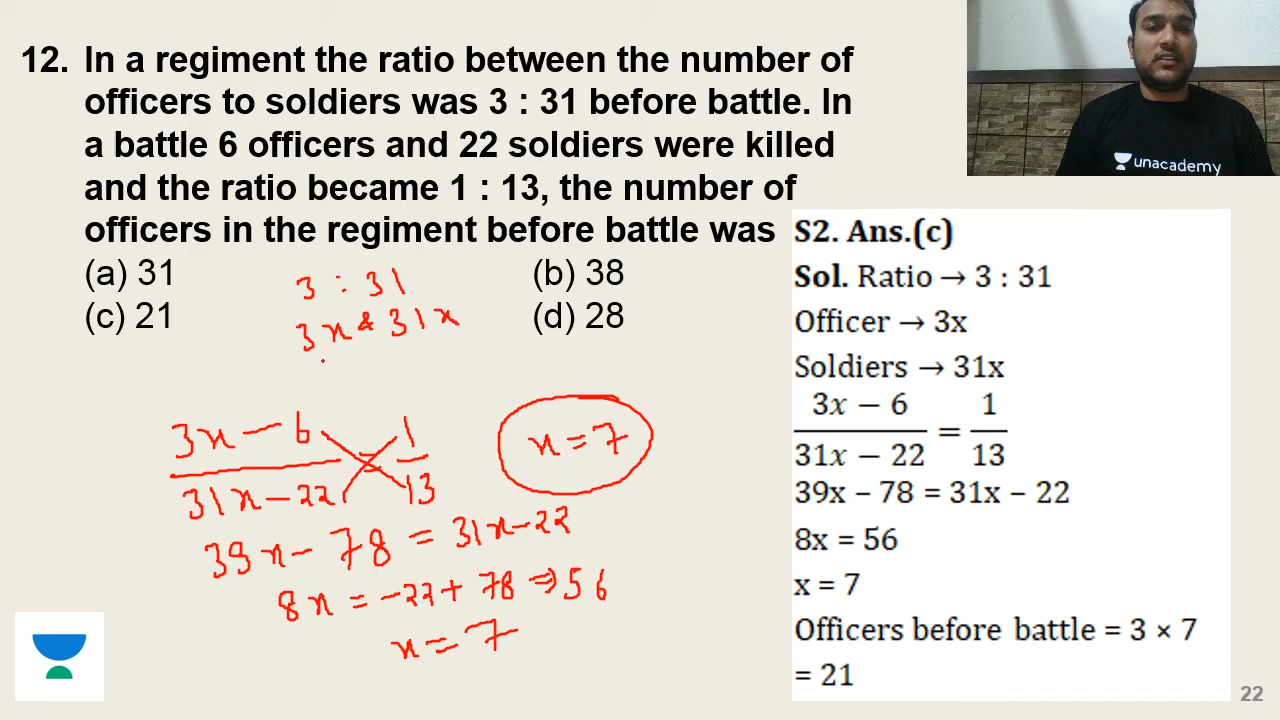 12. In a regiment the ratio between the number of
officers to soldiers was 3 : 31 before battle. In
a battle 6 officers and 22 soldiers were killed
and the ratio became 1 : 13, the number of
officers in the regiment before battle was
(a) 31
(b) 38
(c) 21
(d) 28
3 : 31
3x & 31x
3x - 6 / 31x - 22 = 1 / 13
39x - 78 = 31x - 22
8x = -22 + 78 ⇒ 56
x = 7
x = 7
unacademy
S2. Ans.(c)
Sol. Ratio → 3 : 31
Officer → 3x
Soldiers → 31x
3x − 6 / 31x − 22 = 1 / 13
39x – 78 = 31x – 22
8x = 56
x = 7
Officers before battle = 3 × 7
= 21
22